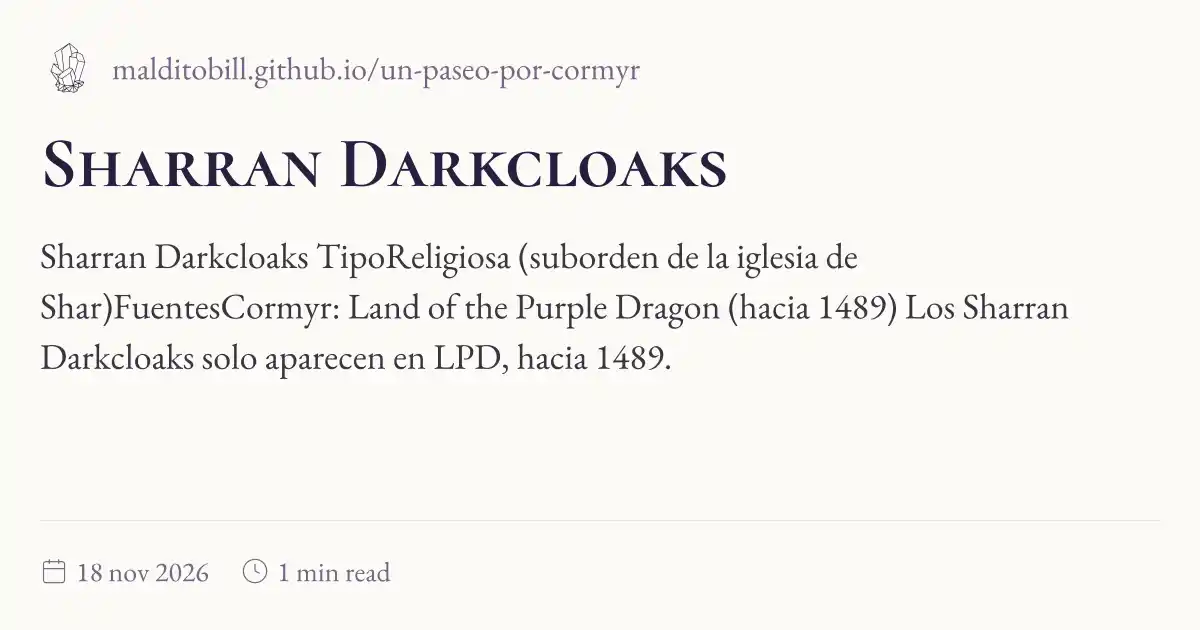 malditobill.github.io/un-paseo-por-cormyr
Sharran Darkcloaks
Sharran Darkcloaks TipoReligiosa (suborden de la iglesia de
Shar)FuentesCormyr: Land of the Purple Dragon (hacia 1489) Los Sharran
Darkcloaks solo aparecen en LPD, hacia 1489.
18 nov 2026 1 min read